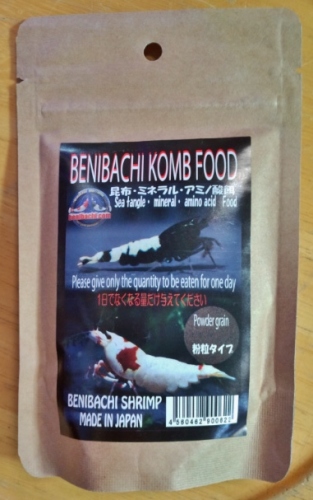 BENIBACHI KOMB FOOD
昆布・ミネラル・アミノ酸餌
Sea tangle・ mineral・ amino acid Food
Please give only the quantity to be eaten for one day
1日でなくなる量だけ与えてください
Powder grain
粉粒タイプ
BENIBACHI SHRIMP
MADE IN JAPAN